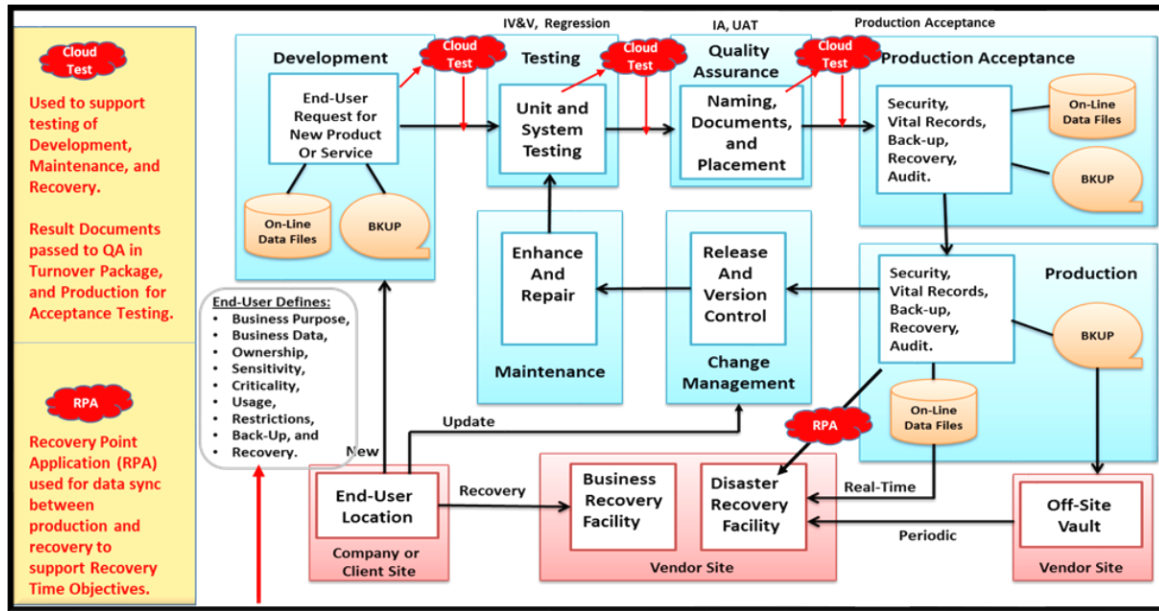 Cloud
Test
Used to support
testing of
Development,
Maintenance, and
Recovery.
Result Documents
passed to QA in
Turnover Package,
and Production for
Acceptance Testing.
RPA
Recovery Point
Application (RPA)
used for data sync
between
production and
recovery to
support Recovery
Time Objectives.
IV&V, Regression
IA, UAT
Production Acceptance
Development
Cloud
Test
Testing
Cloud
Test
Quality
Assurance
Cloud
Test
Production Acceptance
End-User
Request for
New Product
Or Service
Unit and
System
Testing
Naming,
Documents,
and
Placement
Security,
Vital Records,
Back-up,
Recovery,
Audit.
On-Line
Data Files
BKUP
On-Line
Data Files
BKUP
Enhance
And
Repair
Maintenance
Release
And
Version
Control
Change
Management
Security,
Vital Records,
Back-up,
Recovery,
Audit.
Production
BKUP
On-Line
Data Files
End-User Defines:
• Business Purpose,
• Business Data,
• Ownership,
• Sensitivity,
• Criticality,
• Usage,
• Restrictions,
• Back-Up, and
• Recovery.
New
Update
RPA
End-User
Location
Company or
Client Site
Recovery
Business
Recovery
Facility
Disaster
Recovery
Facility
Vendor Site
Real-Time
Periodic
Off-Site
Vault
Vendor Site